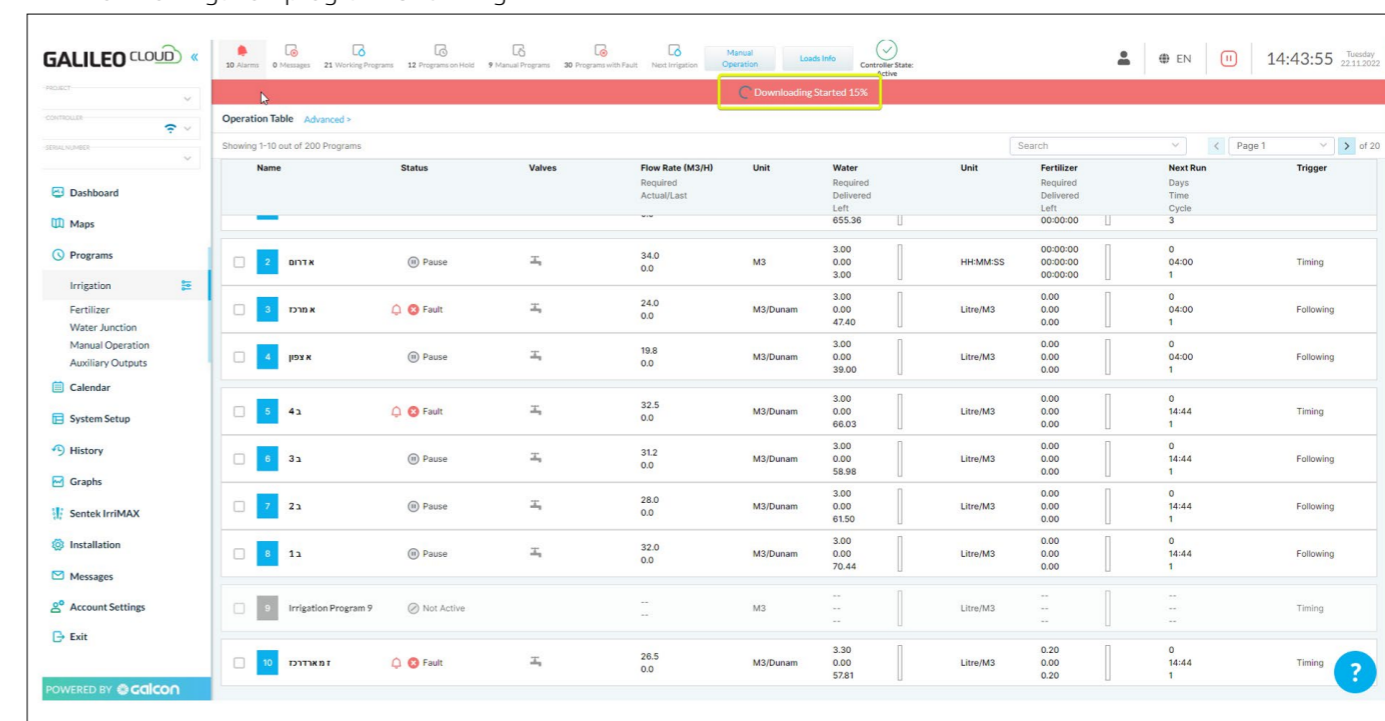 GALILEO CLOUD «
10 Alarms 0 Messages 21 Working Programs 12 Programs on Hold 9 Manual Programs 30 Programs with Fault Next Irrigation Manual Operation Loads Info Controller State: Active EN 14:43:55 Tuesday 22.11.2022
PROJECT
CONTROLLER
SERIAL NUMBER
Dashboard
Maps
Programs
Irrigation
Fertilizer
Water Junction
Manual Operation
Auxiliary Outputs
Calendar
System Setup
History
Graphs
Sentek IrriMAX
Installation
Messages
Account Settings
Exit
POWERED BY Galcon
Downloading Started 15%
Operation Table Advanced >
Showing 1-10 out of 200 Programs Search < Page 1 > of 20
Name Status Valves Flow Rate (M3/H) Unit Water Unit Fertilizer Next Run Trigger
Required Required Required Days
Actual/Last Delivered Delivered Time
Left Left Cycle
655.36 00:00:00 3
3.00 00:00:00 0
2 א דרום Pause 34.0 M3 0.00 HH:MM:SS 00:00:00 04:00 Timing
0.0 3.00 00:00:00 1
3.00 0.00 0
3 א מרכז Fault 24.0 M3/Dunam 0.00 Litre/M3 0.00 04:00 Following
0.0 47.40 0.00 1
3.00 0.00 0
4 א צפון Pause 19.8 M3/Dunam 0.00 Litre/M3 0.00 04:00 Following
0.0 39.00 0.00 1
3.00 0.00 0
5 ב 4 Fault 32.5 M3/Dunam 0.00 Litre/M3 0.00 14:44 Timing
0.0 66.03 0.00 1
3.00 0.00 0
6 ב 3 Pause 31.2 M3/Dunam 0.00 Litre/M3 0.00 14:44 Following
0.0 58.98 0.00 1
3.00 0.00 0
7 ב 2 Pause 28.0 M3/Dunam 0.00 Litre/M3 0.00 14:44 Following
0.0 61.50 0.00 1
3.00 0.00 0
8 ב 1 Pause 32.0 M3/Dunam 0.00 Litre/M3 0.00 14:44 Following
0.0 70.44 0.00 1
-- -- --
9 Irrigation Program 9 Not Active -- M3 -- Litre/M3 -- -- Timing
-- -- -- --
3.30 0.20 0
10 Fault 26.5 M3/Dunam 0.00 Litre/M3 0.00 14:44 Timing
0.0 57.81 0.20 1
?